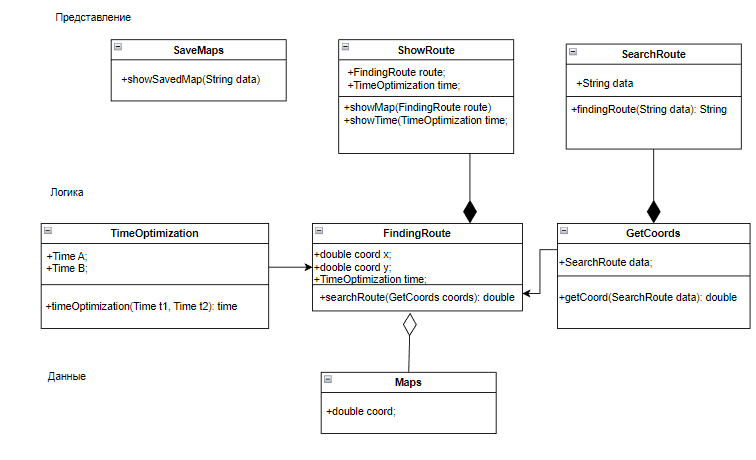 Представление
SaveMaps
+showSavedMap(String data)
ShowRoute
+FindingRoute route;
+TimeOptimization time;
+showMap(FindingRoute route)
+showTime(TimeOptimization time;
SearchRoute
+String data
+findingRoute(String data): String
Логика
TimeOptimization
+Time A;
+Time B;
+timeOptimization(Time t1, Time t2): time
FindingRoute
+double coord x;
+dooble coord y;
+TimeOptimization time;
+searchRoute(GetCoords coords): double
GetCoords
+SearchRoute data;
+getCoord(SearchRoute data): double
Данные
Maps
+double coord;